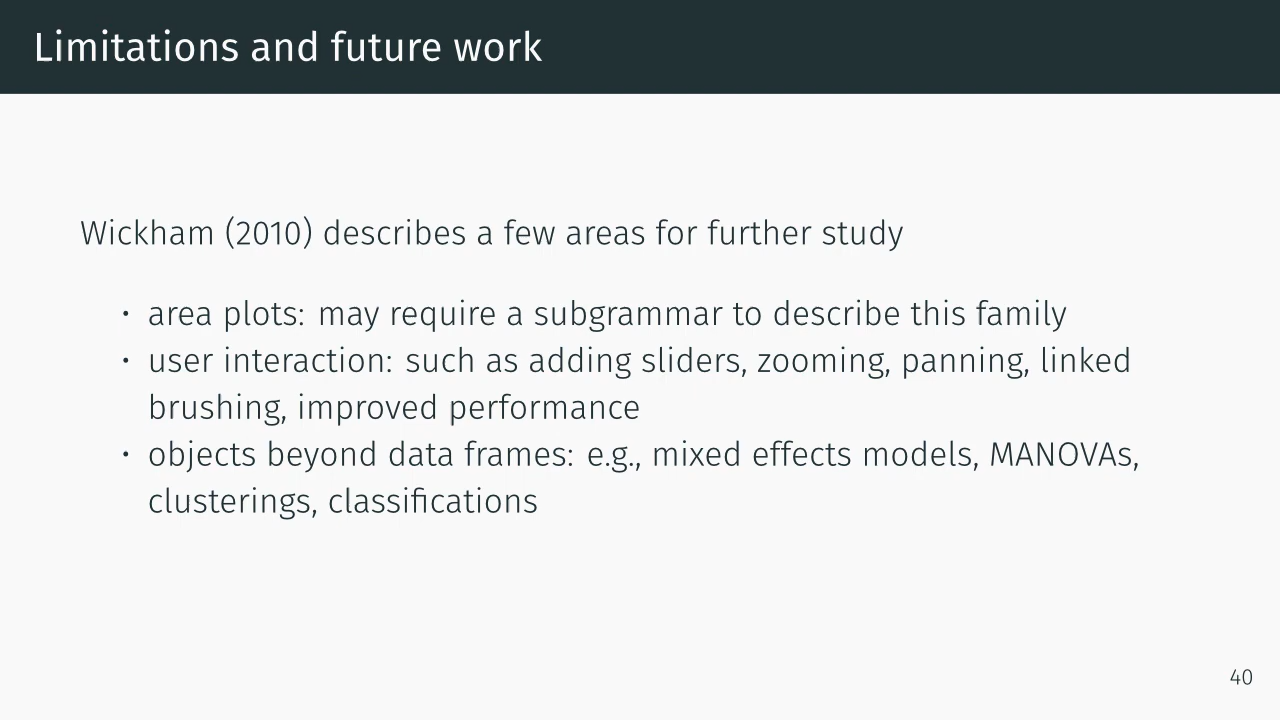 Limitations and future work
Wickham (2010) describes a few areas for further study
• area plots: may require a subgrammar to describe this family
• user interaction: such as adding sliders, zooming, panning, linked
brushing, improved performance
• objects beyond data frames: e.g., mixed effects models, MANOVAs,
clusterings, classifications
40